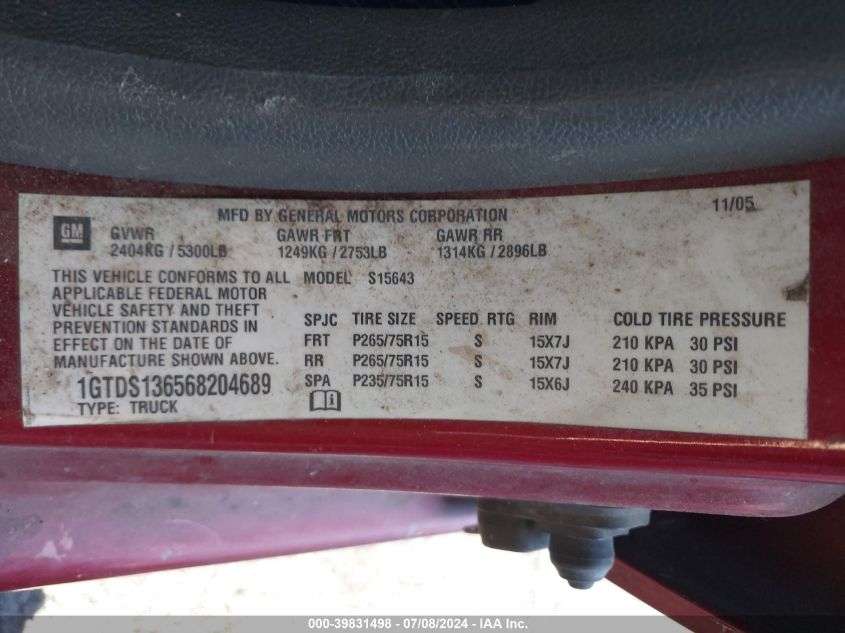 MFD BY GENERAL MOTORS CORPORATION 11/05
GM
GVWR GAWR FRT GAWR RR
2404KG / 5300LB 1249KG / 2753LB 1314KG / 2896LB
THIS VEHICLE CONFORMS TO ALL MODEL S15643
APPLICABLE FEDERAL MOTOR
VEHICLE SAFETY AND THEFT
PREVENTION STANDARDS IN
EFFECT ON THE DATE OF
MANUFACTURE SHOWN ABOVE.
1GTDS136568204689
TYPE: TRUCK
SPJC TIRE SIZE SPEED RTG RIM COLD TIRE PRESSURE
FRT P265/75R15 S 15X7J 210 KPA 30 PSI
RR P265/75R15 S 15X7J 210 KPA 30 PSI
SPA P235/75R15 S 15X6J 240 KPA 35 PSI
000-39831498 - 07/08/2024 - IAA Inc.